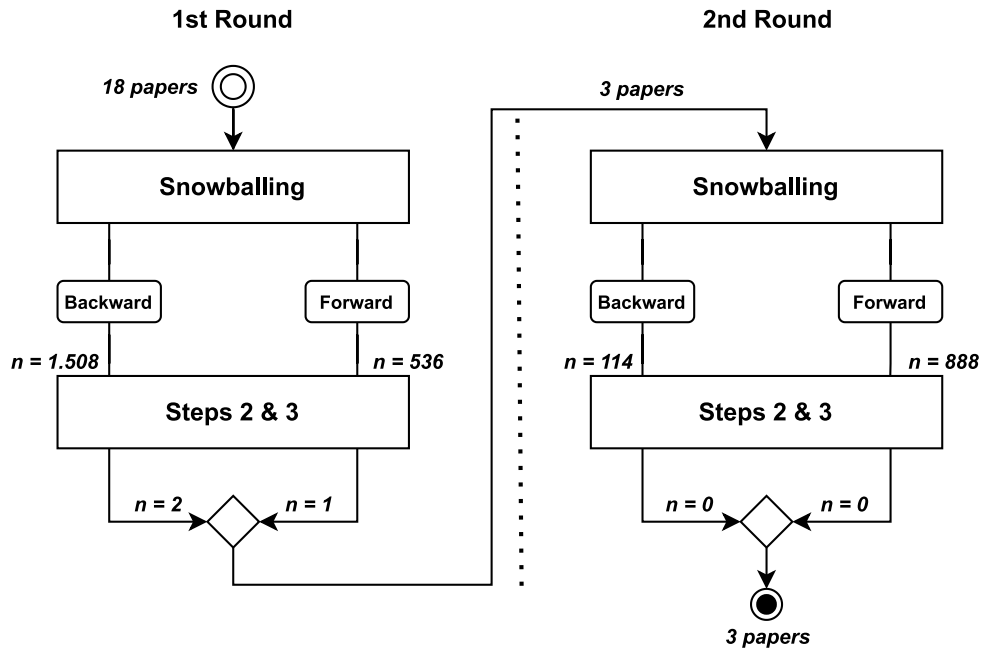 1st Round
2nd Round
18 papers
3 papers
Snowballing
Snowballing
Backward
Forward
Backward
Forward
n = 1.508
n = 536
n = 114
n = 888
Steps 2 & 3
Steps 2 & 3
n = 2
n = 1
n = 0
n = 0
3 papers